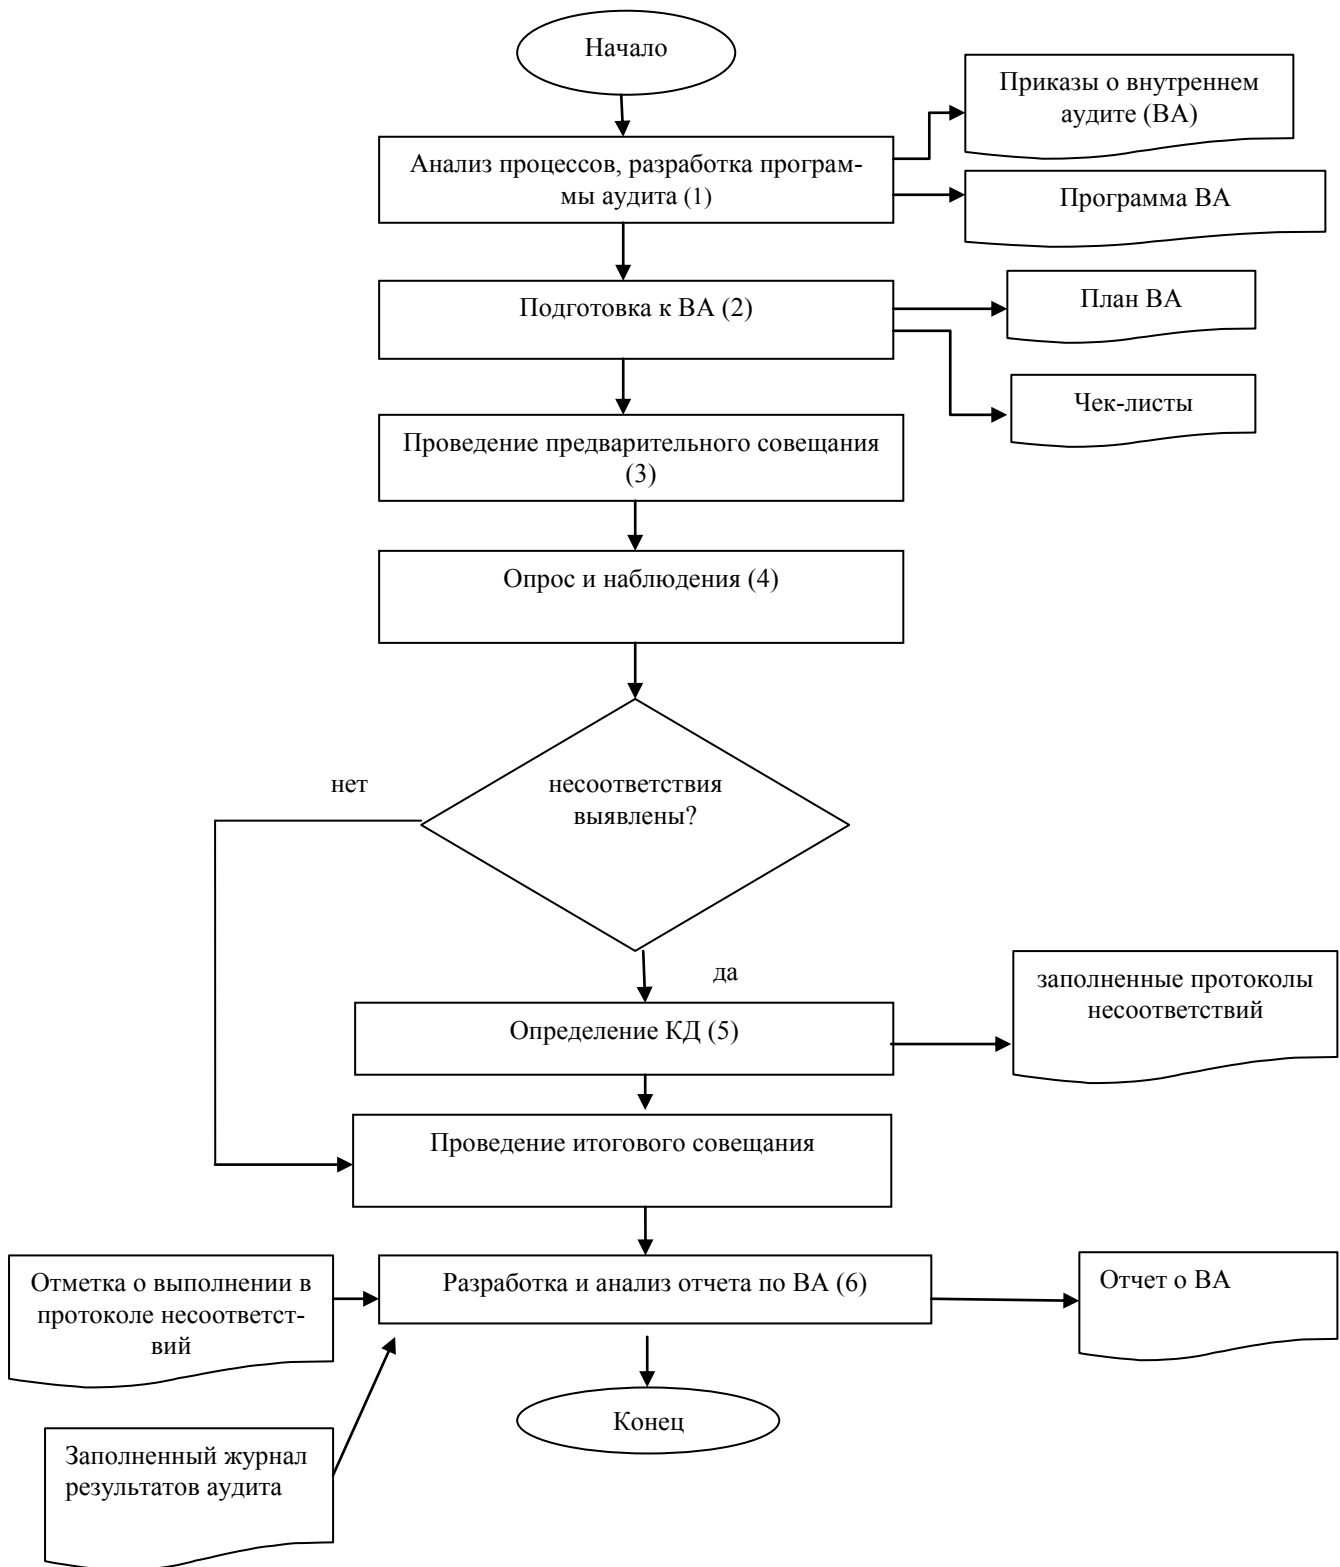 Начало
Приказы о внутреннем
аудите (ВА)
Анализ процессов, разработка програм-
мы аудита (1)
Программа ВА
Подготовка к ВА (2)
План ВА
Чек-листы
Проведение предварительного совещания
(3)
Опрос и наблюдения (4)
нет
несоответствия
выявлены?
да
заполненные протоколы
несоответствий
Определение КД (5)
Проведение итогового совещания
Отметка о выполнении в
протоколе несоответст-
вий
Разработка и анализ отчета по ВА (6)
Отчет о ВА
Конец
Заполненный журнал
результатов аудита